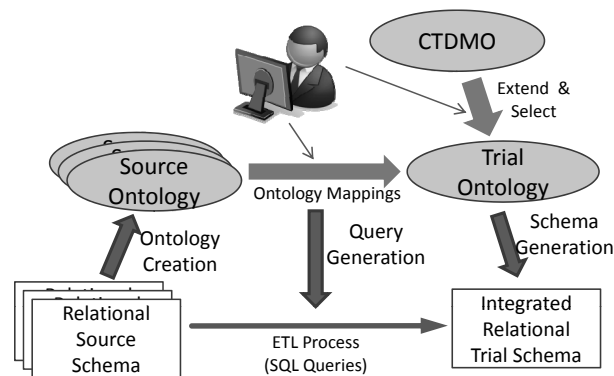 CTDMO
Extend &
Select
Source
Ontology
Ontology Mappings
Trial
Ontology
Ontology
Creation
Query
Generation
Schema
Generation
Relational
Source
Schema
ETL Process
(SQL Queries)
Integrated
Relational
Trial Schema